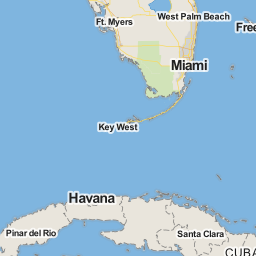 West Palm Beach
Ft. Myers
Free
Miami
Key West
Havana
Pinar del Rio
Santa Clara
CUBA